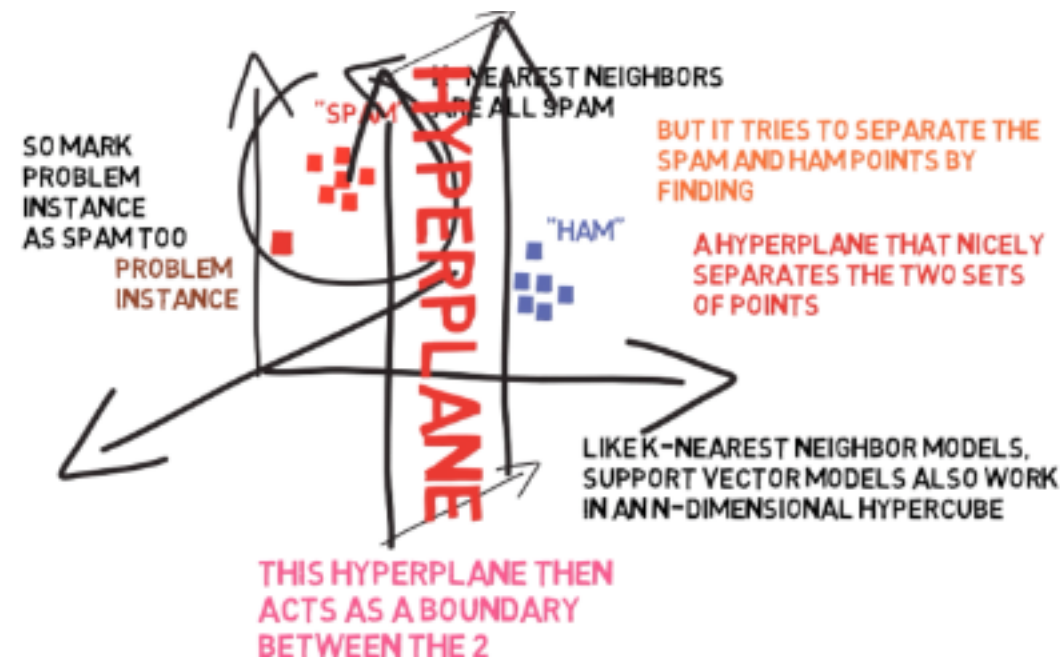 K-NEAREST NEIGHBORS
ARE ALL SPAM
"SPAM"
SO MARK
PROBLEM
INSTANCE
AS SPAM TOO
PROBLEM
INSTANCE
HYPERPLANE
"HAM"
BUT IT TRIES TO SEPARATE THE
SPAM AND HAM POINTS BY
FINDING
A HYPERPLANE THAT NICELY
SEPARATES THE TWO SETS
OF POINTS
LIKE K-NEAREST NEIGHBOR MODELS,
SUPPORT VECTOR MODELS ALSO WORK
IN AN N-DIMENSIONAL HYPERCUBE
THIS HYPERPLANE THEN
ACTS AS A BOUNDARY
BETWEEN THE 2